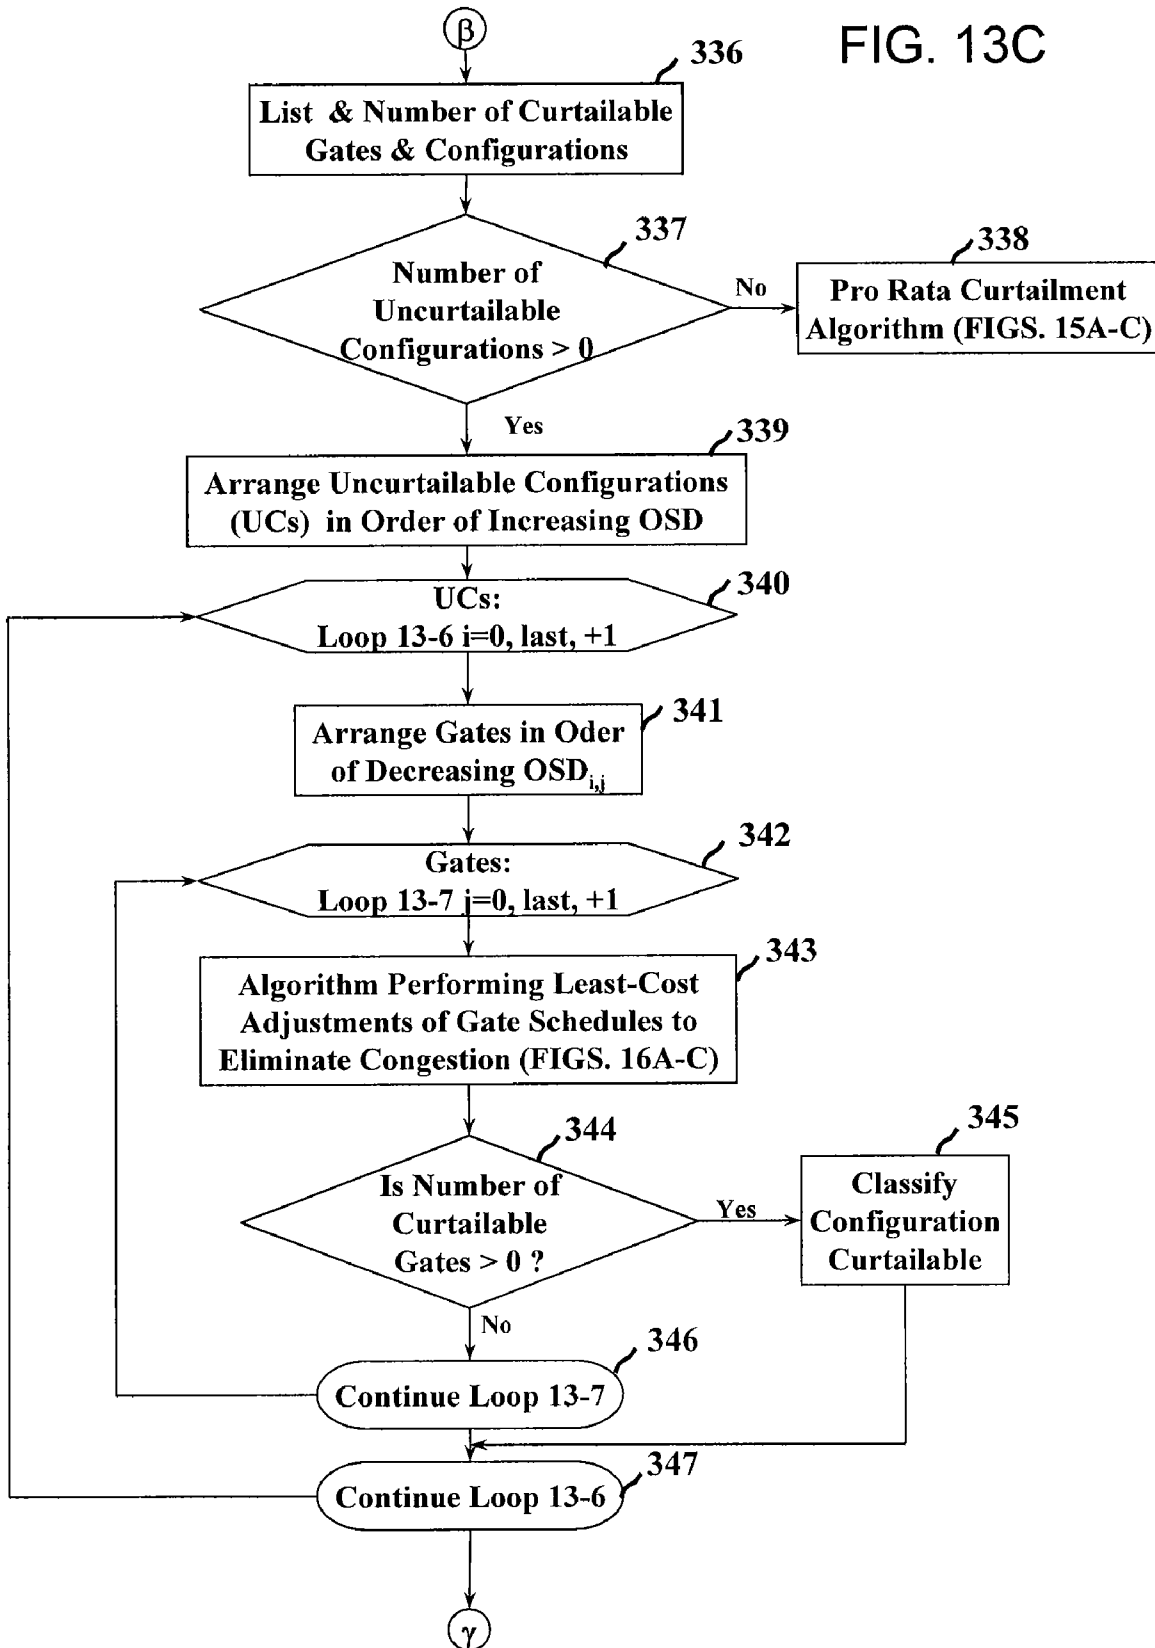 β
FIG. 13C
336
List & Number of Curtailable
Gates & Configurations
337
Number of
Uncurtailable
Configurations > 0
No
338
Pro Rata Curtailment
Algorithm (FIGS. 15A-C)
Yes
339
Arrange Uncurtailable Configurations
(UCs) in Order of Increasing OSD
340
UCs:
Loop 13-6 i=0, last, +1
341
Arrange Gates in Oder
of Decreasing OSDi,j
342
Gates:
Loop 13-7 j=0, last, +1
343
Algorithm Performing Least-Cost
Adjustments of Gate Schedules to
Eliminate Congestion (FIGS. 16A-C)
344
Is Number of
Curtailable
Gates > 0 ?
Yes
345
Classify
Configuration
Curtailable
No
346
Continue Loop 13-7
347
Continue Loop 13-6
γ